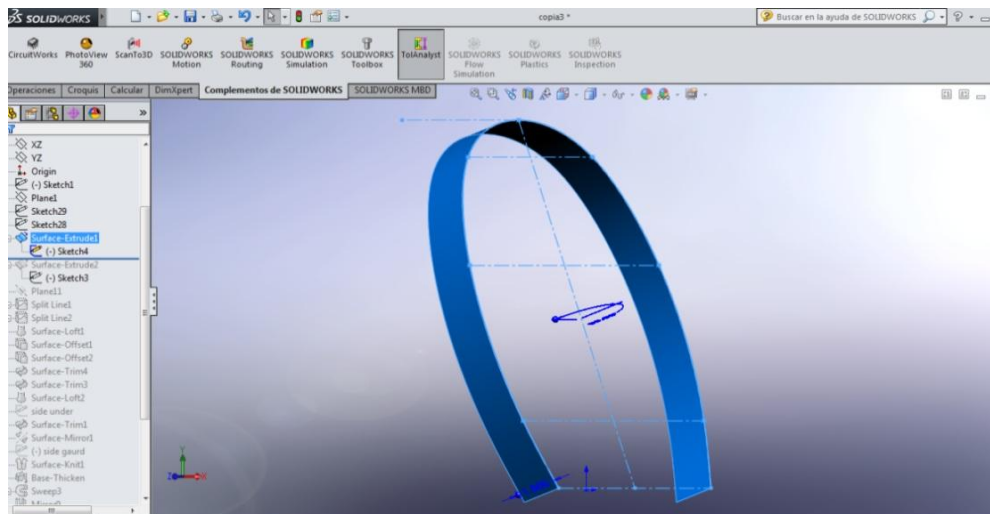 SOLIDWORKS
copia3 *
Buscar en la ayuda de SOLIDWORKS
CircuitWorks
PhotoView 360
ScanTo3D
SOLIDWORKS Motion
SOLIDWORKS Routing
SOLIDWORKS Simulation
SOLIDWORKS Toolbox
TolAnalyst
SOLIDWORKS Flow Simulation
SOLIDWORKS Plastics
SOLIDWORKS Inspection
Operaciones
Croquis
Calcular
DimXpert
Complementos de SOLIDWORKS
SOLIDWORKS MBD
XZ
YZ
Origin
(-) Sketch1
Plane1
Sketch29
Sketch28
Surface-Extrude1
(-) Sketch4
Surface-Extrude2
(-) Sketch3
Plane11
Split Line1
Split Line2
Surface-Loft1
Surface-Offset1
Surface-Offset2
Surface-Trim4
Surface-Trim3
Surface-Loft2
side under
Surface-Trim1
Surface-Mirror1
(-) side gaurd
Surface-Knit1
Base-Thicken
Sweep3
Y
Z
X